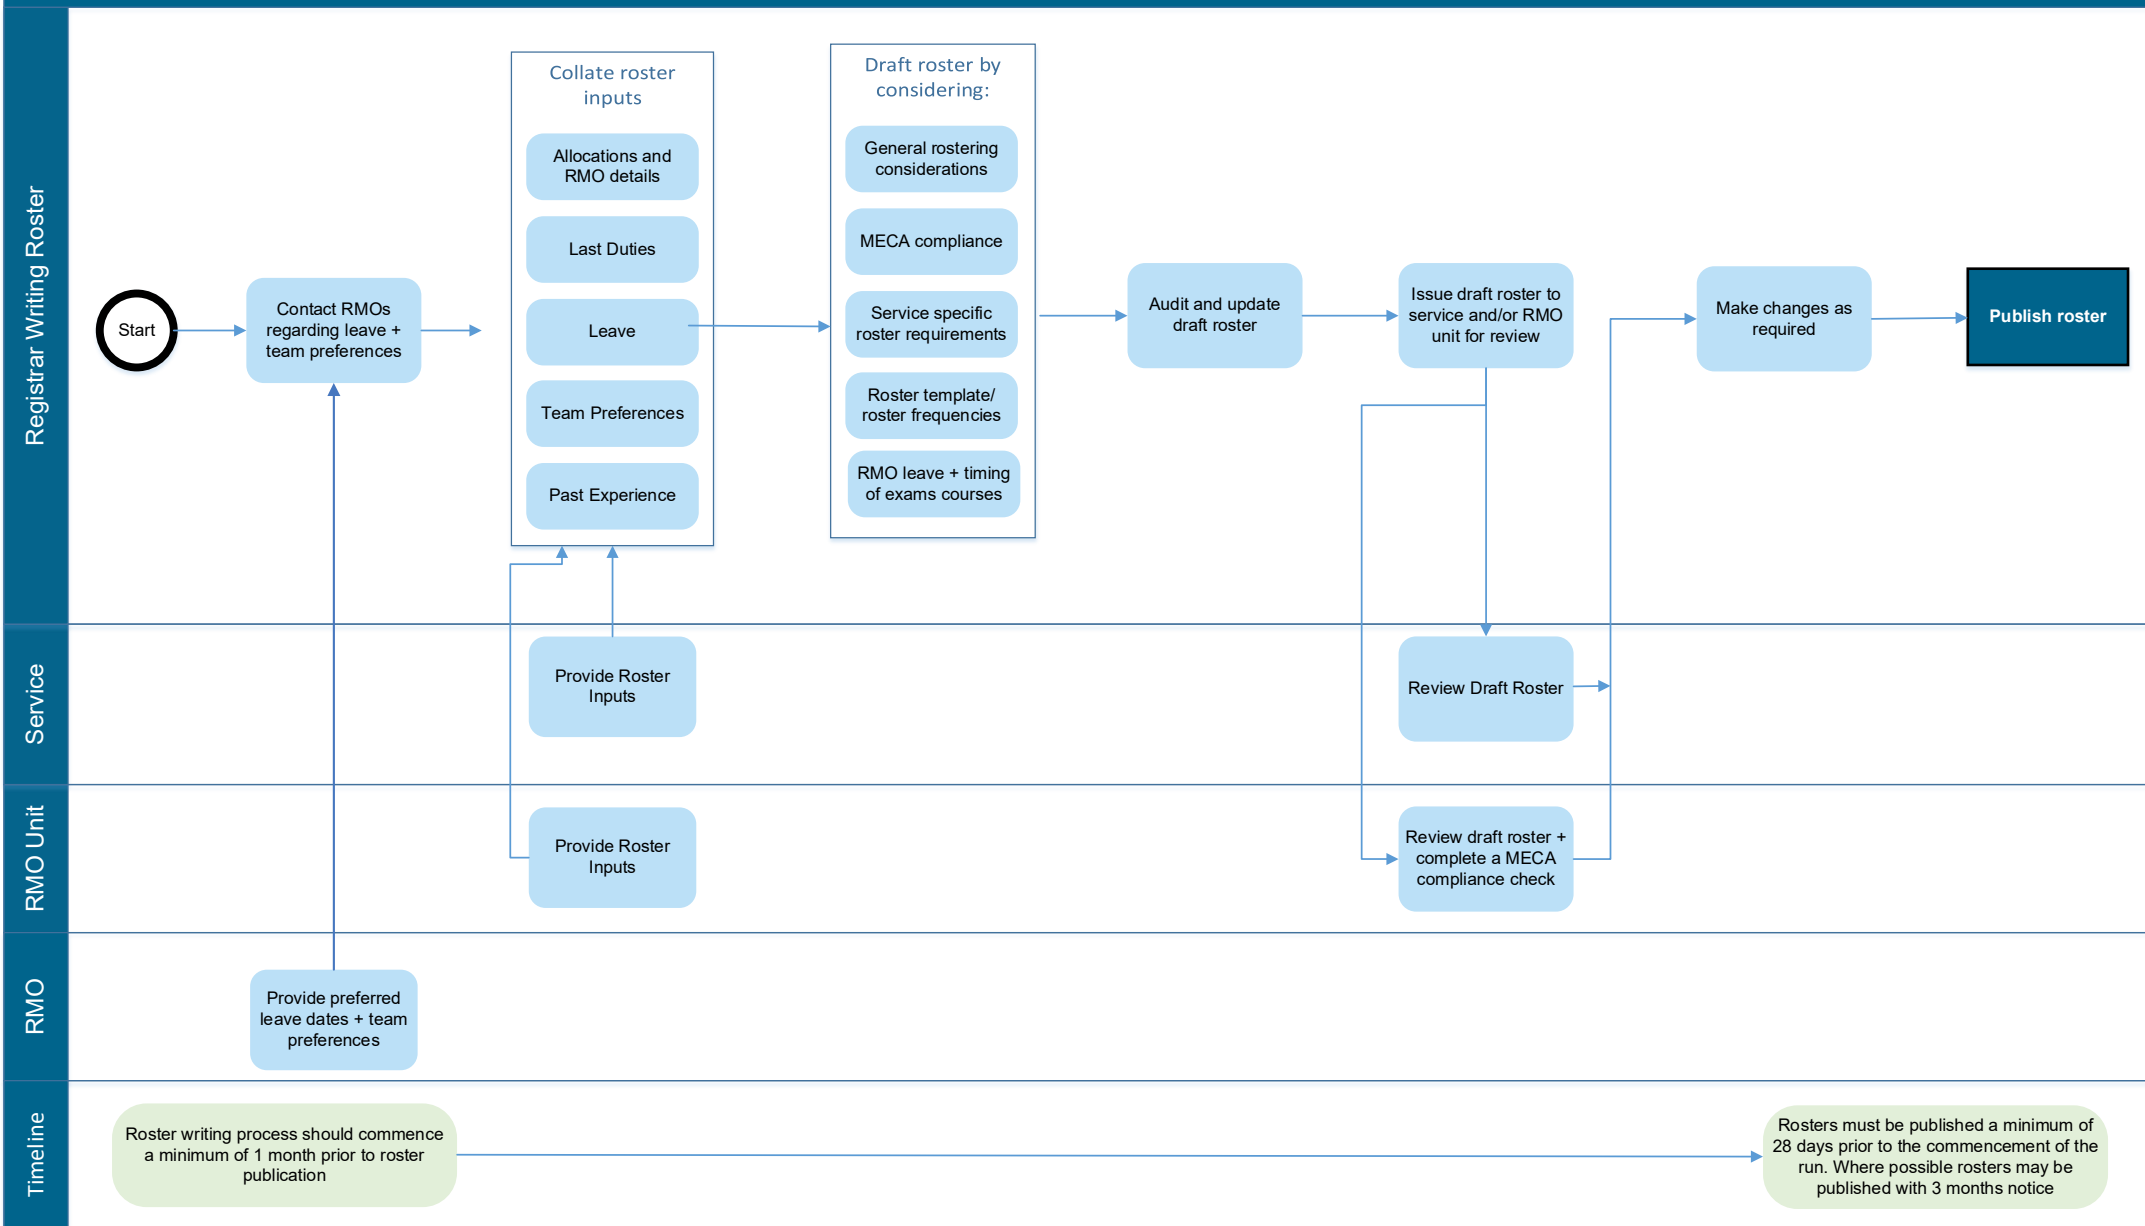 Registrar Writing Roster
Start
Contact RMOs
regarding leave +
team preferences
Collate roster
inputs
Allocations and
RMO details
Last Duties
Leave
Team Preferences
Past Experience
Draft roster by
considering:
General rostering
considerations
MECA compliance
Service specific
roster requirements
Roster template/
roster frequencies
RMO leave + timing
of exams courses
Audit and update
draft roster
Issue draft roster to
service and/or RMO
unit for review
Make changes as
required
Publish roster
Service
Provide Roster
Inputs
Review Draft Roster
RMO Unit
Provide Roster
Inputs
Review draft roster +
complete a MECA
compliance check
RMO
Provide preferred
leave dates + team
preferences
Timeline
Roster writing process should commence
a minimum of 1 month prior to roster
publication
Rosters must be published a minimum of
28 days prior to the commencement of the
run. Where possible rosters may be
published with 3 months notice